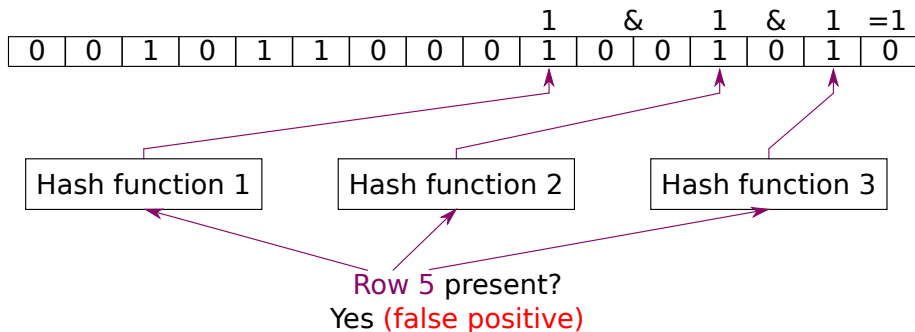 1 & 1 & 1 =1
0 0 1 0 1 1 0 0 0 1 0 0 1 0 1 0
Hash function 1 Hash function 2 Hash function 3
Row 5 present?
Yes (false positive)